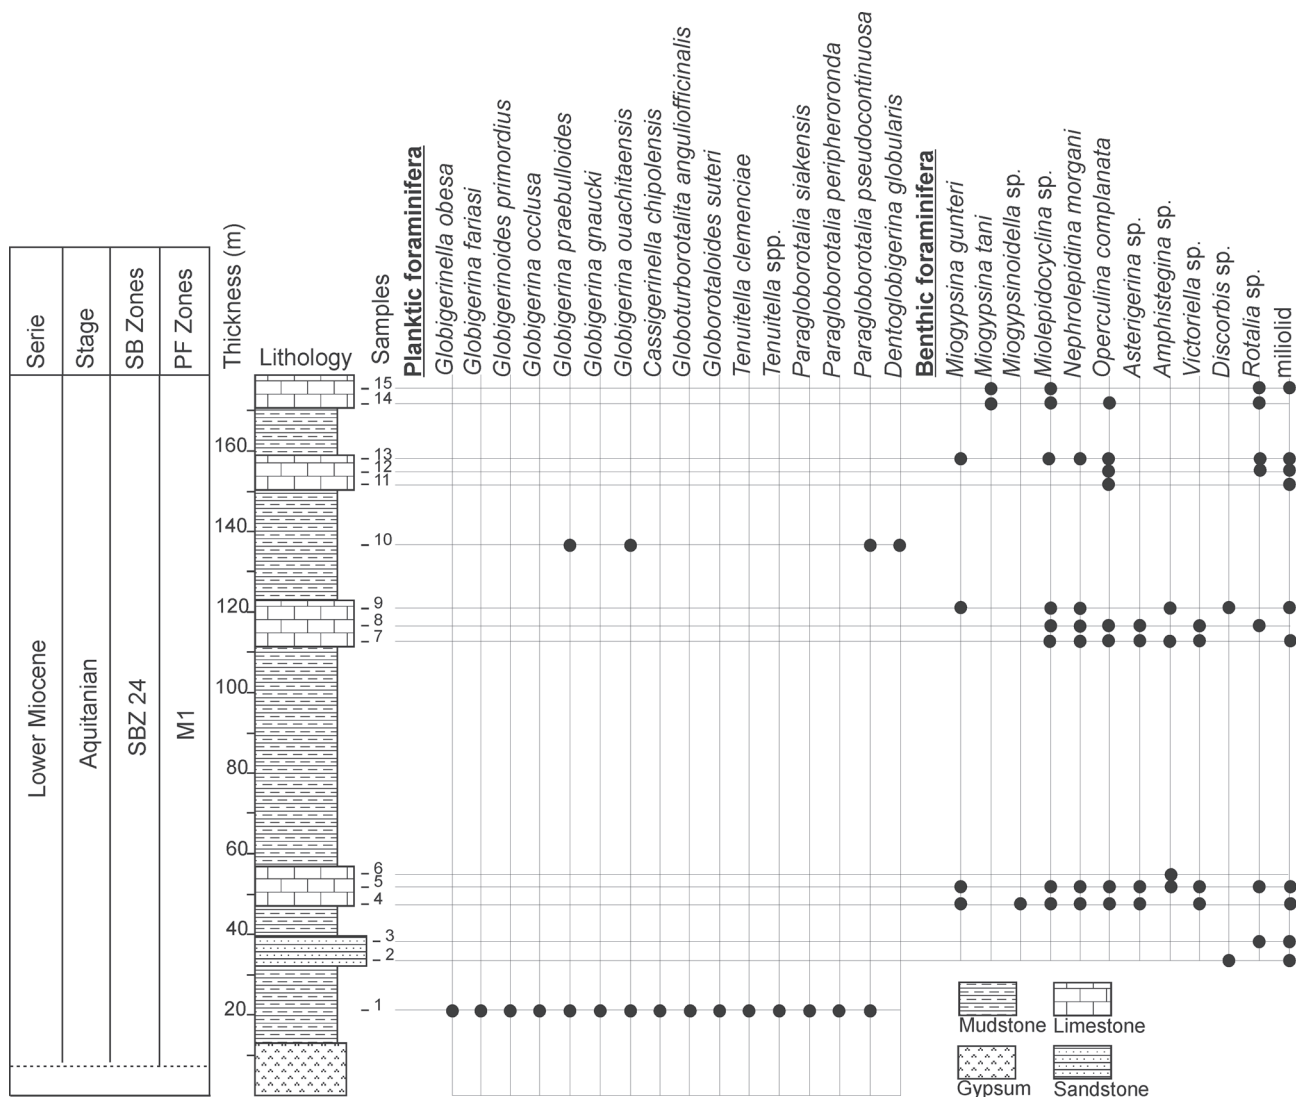 Serie
Stage
SB Zones
PF Zones
Thickness (m)
Lithology
Samples
Planktic foraminifera
Globigerinella obesa
Globigerina fariasi
Globigerinoides primordius
Globigerina occlusa
Globigerina praebulloides
Globigerina gnaucki
Globigerina ouachitaensis
Cassigerinella chipolensis
Globoturborotalita anguliofficinalis
Globorotaloides suteri
Tenuitella clemenciae
Tenuitella spp.
Paragloborotalia siakensis
Paragloborotalia peripheroronda
Paragloborotalia pseudocontinuosa
Dentoglobigerina globularis
Benthic foraminifera
Miogypsina gunteri
Miogypsina tani
Miogypsinoidella sp.
Miolepidocyclina sp.
Nephrolepidina morgani
Operculina complanata
Asterigerina sp.
Amphistegina sp.
Victoriella sp.
Discorbis sp.
Rotalia sp.
miliolid
Lower Miocene
Aquitanian
SBZ 24
M1
160
140
120
100
80
60
40
20
15
14
13
12
11
10
9
8
7
6
5
4
3
2
1
Mudstone
Limestone
Gypsum
Sandstone